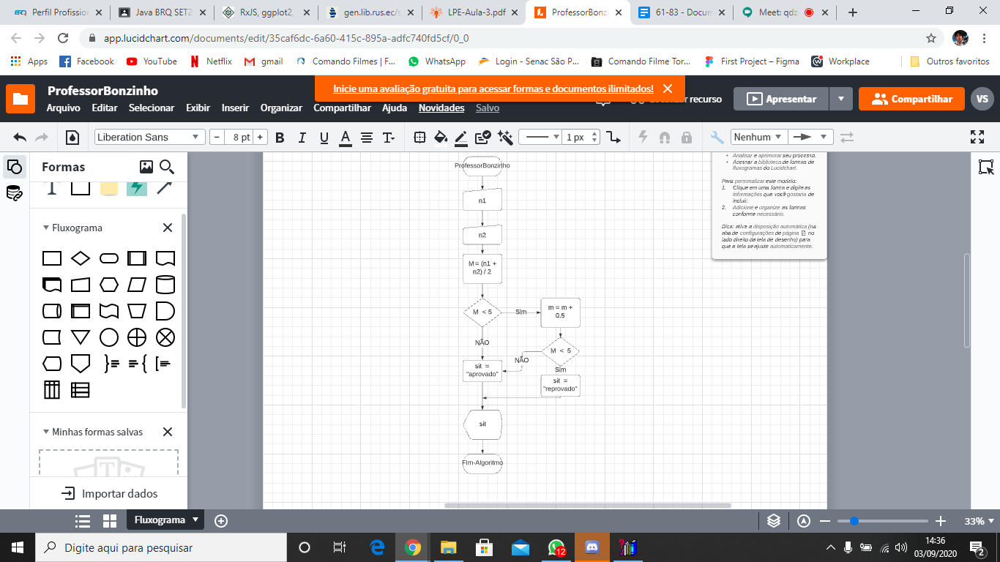 Perfil Profission
Java BRQ SET2
RxJS, ggplot2,
gen.lib.rus.ec/s
LPE-Aula-3.pdf
ProfessorBonzi
61-83 - Docum
Meet: qdz
app.lucidchart.com/documents/edit/35caf6dc-6a60-415c-895a-adfc740fd5cf/0_0
Apps
Facebook
YouTube
Netflix
gmail
Comando Filmes | F...
WhatsApp
Login - Senac São P...
Comando Filme Tor...
First Project – Figma
Workplace
Outros favoritos
ProfessorBonzinho
Inicie uma avaliação gratuita para acessar formas e documentos ilimitados!
Arquivo Editar Selecionar Exibir Inserir Organizar Compartilhar Ajuda Novidades Salvo
recurso
Apresentar
Compartilhar
VS
Liberation Sans
8 pt
B I U A T
1 px
Nenhum
Formas
Fluxograma
Minhas formas salvas
Importar dados
ProfessorBonzinho
n1
n2
M = (n1 +
n2) / 2
M < 5
Sim
m = m +
0.5
NÃO
M < 5
NÃO
Sim
sit =
"aprovado"
sit =
"reprovado"
sit
Fim-Algoritmo
• Analisar e aprimorar seu processo.
• Acessar a biblioteca de formas de
fluxogramas do Lucidchart.
Para personalizar este modelo:
1. Clique em uma forma e digite as
informações que você gostaria de
incluir.
2. Adicione e organize as formas
conforme necessário.
Dica: ative a disposição automática (na
aba de configurações de página no
lado direito da tela de desenho) para
que a tela se ajuste automaticamente.
Fluxograma
33%
Digite aqui para pesquisar
12
14:36
03/09/2020
2